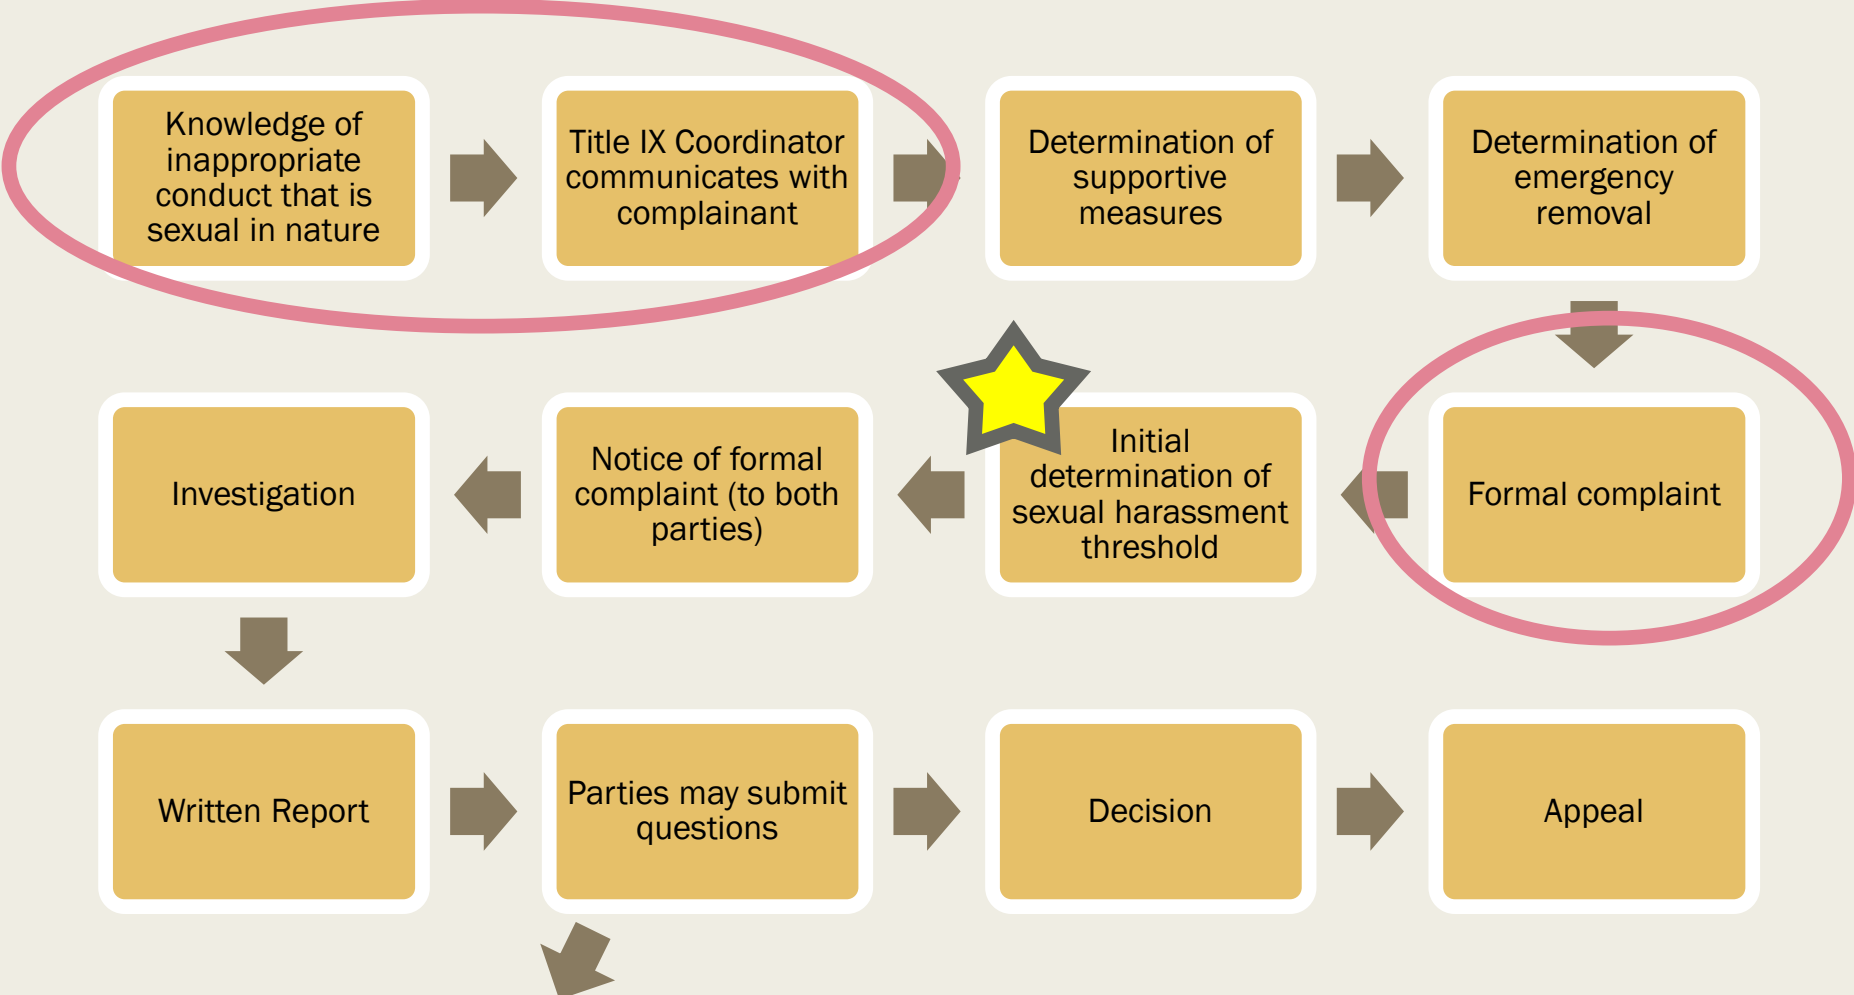 Knowledge of
inappropriate
conduct that is
sexual in nature
Title IX Coordinator
communicates with
complainant
Determination of
supportive
measures
Determination of
emergency
removal
Formal complaint
Initial
determination of
sexual harassment
threshold
Notice of formal
complaint (to both
parties)
Investigation
Written Report
Parties may submit
questions
Decision
Appeal